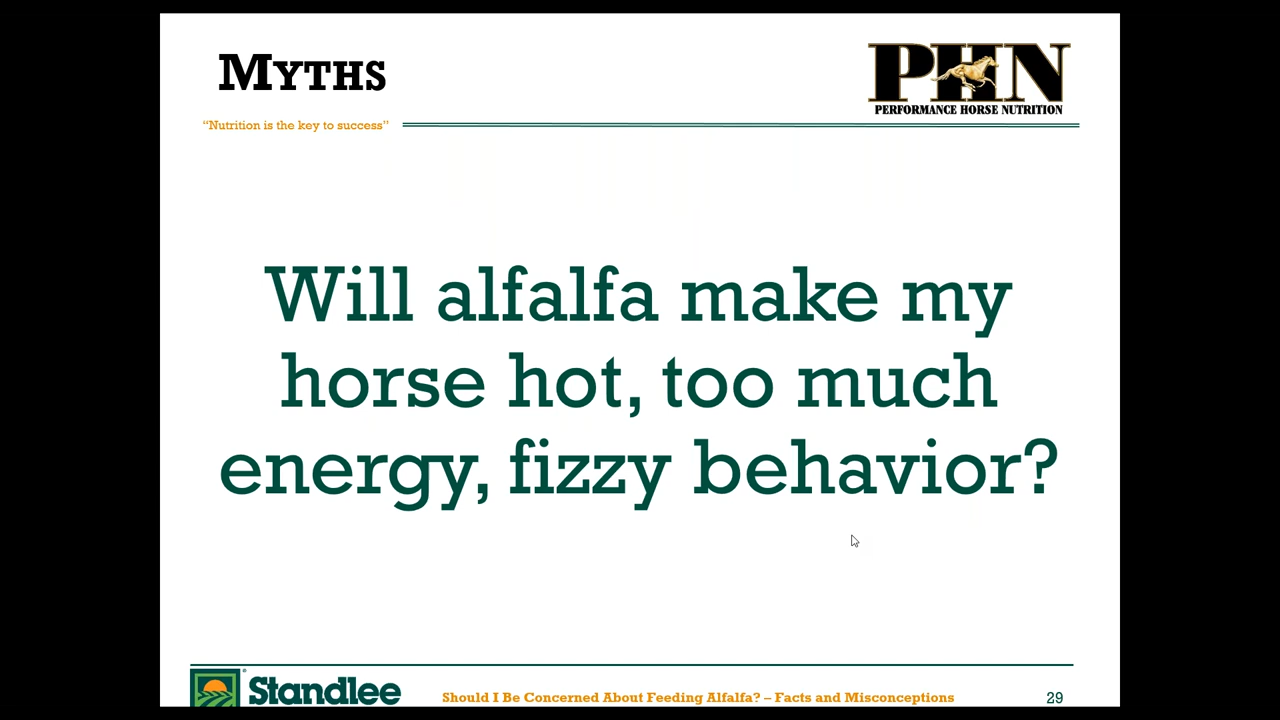 Myths
PHN
PERFORMANCE HORSE NUTRITION
“Nutrition is the key to success”
Will alfalfa make my
horse hot, too much
energy, fizzy behavior?
Standlee®
Should I Be Concerned About Feeding Alfalfa? – Facts and Misconceptions
29